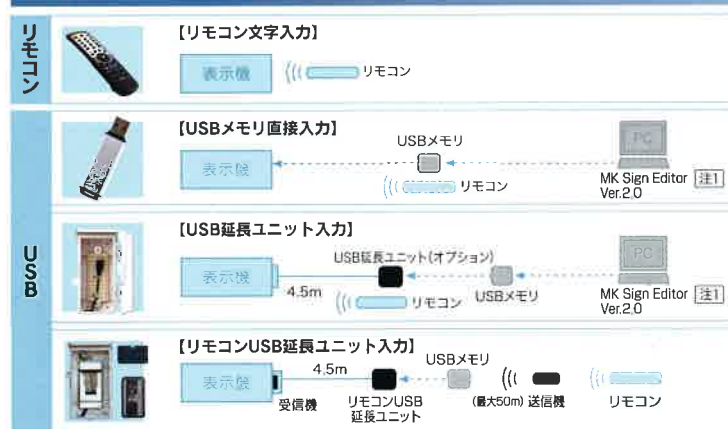 リモコン
【リモコン文字入力】
表示機
リモコン
USB
【USBメモリ直接入力】
表示機
USBメモリ
リモコン
PC
MK Sign Editor 注1
Ver.2.0
【USB延長ユニット入力】
表示機
4.5m
USB延長ユニット(オプション)
リモコン
USBメモリ
PC
MK Sign Editor 注1
Ver.2.0
【リモコンUSB延長ユニット入力】
表示機
4.5m
受信機
リモコンUSB
延長ユニット
USBメモリ
(最大50m) 送信機
リモコン